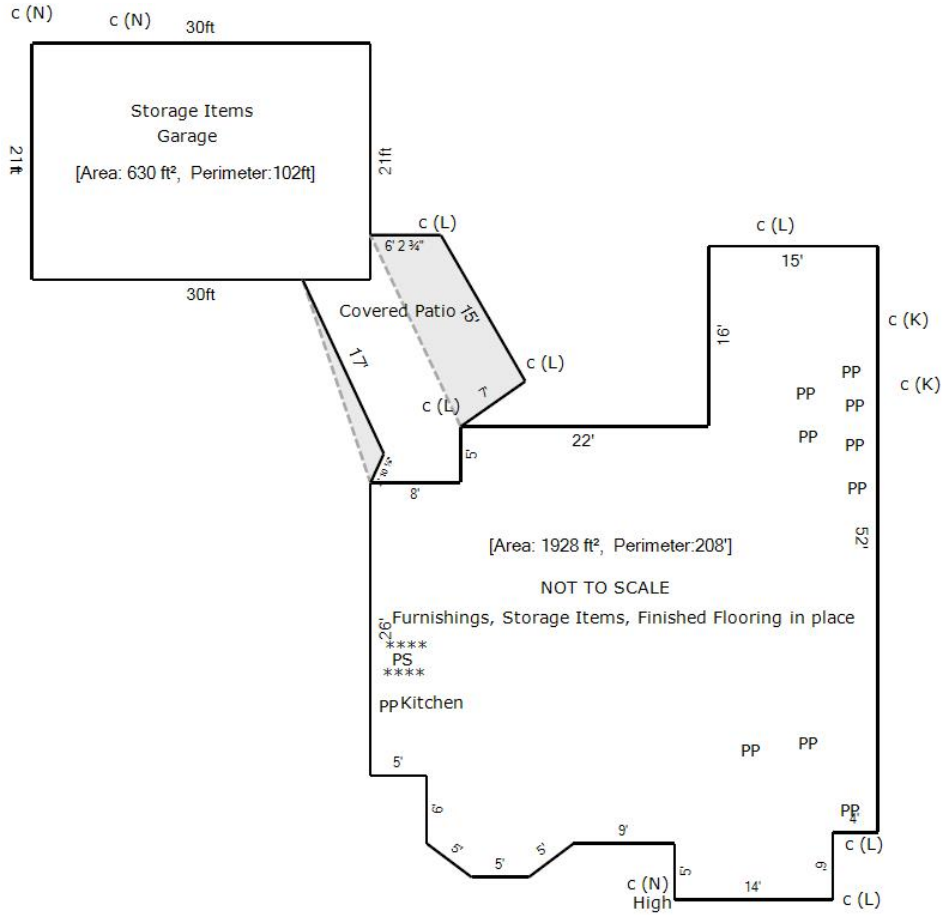 c (N)
c (N)
30ft
Storage Items
Garage
[Area: 630 ft², Perimeter:102ft]
21ft
21ft
30ft
c (L)
6' 2 ¾"
Covered Patio
15'
17'
c (L)
7'
c (L)
c (L)
15'
16'
c (K)
c (K)
PP
PP
PP
PP
PP
PP
22'
5'
8'
52'
[Area: 1928 ft², Perimeter:208']
NOT TO SCALE
Furnishings, Storage Items, Finished Flooring in place
26'
****
PS
****
PP Kitchen
5'
6'
5'
5'
5'
9'
PP
PP
PP
4'
c (L)
6'
5'
14'
c (N)
High
c (L)